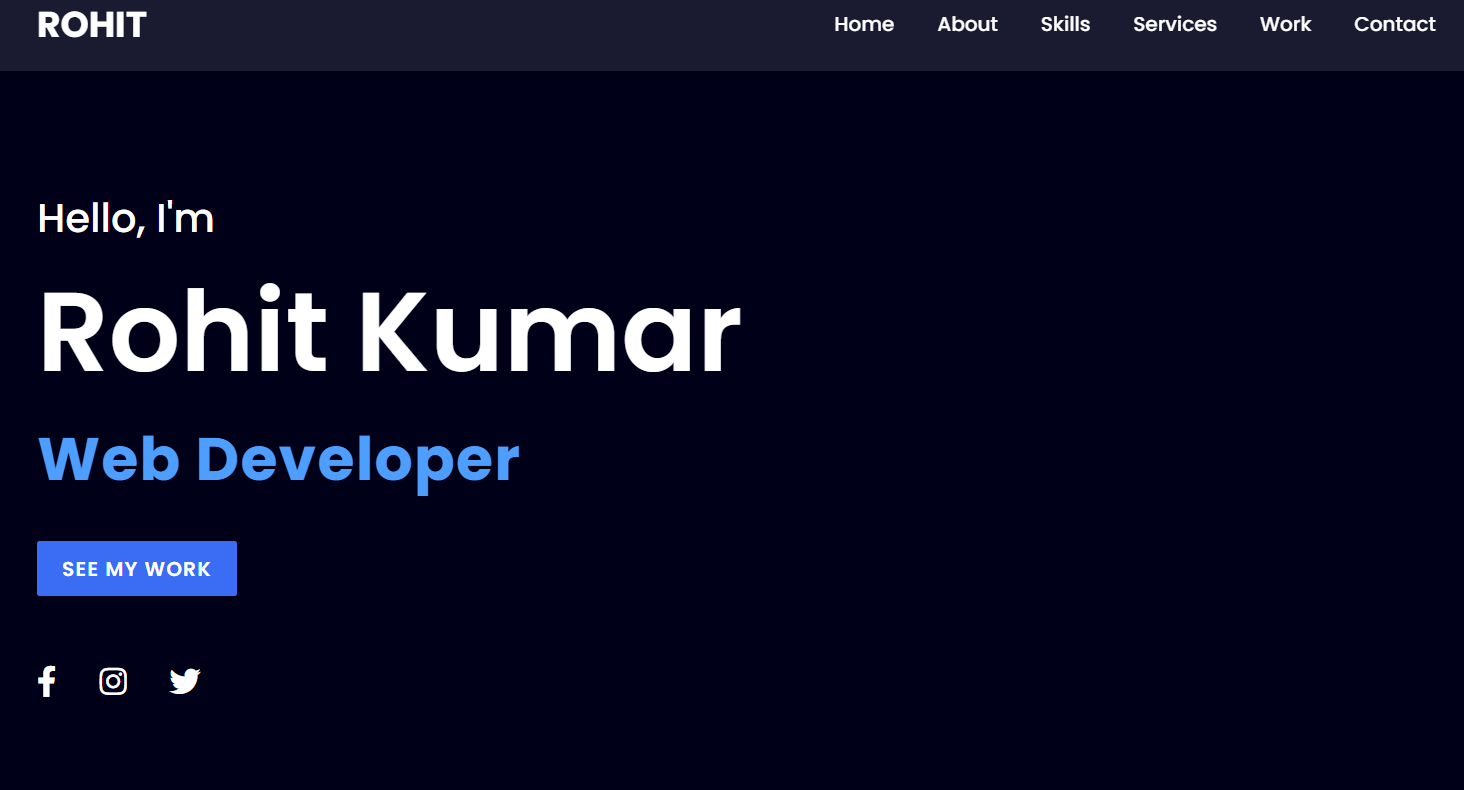 ROHIT
Home About Skills Services Work Contact
Hello, I'm
Rohit Kumar
Web Developer
SEE MY WORK